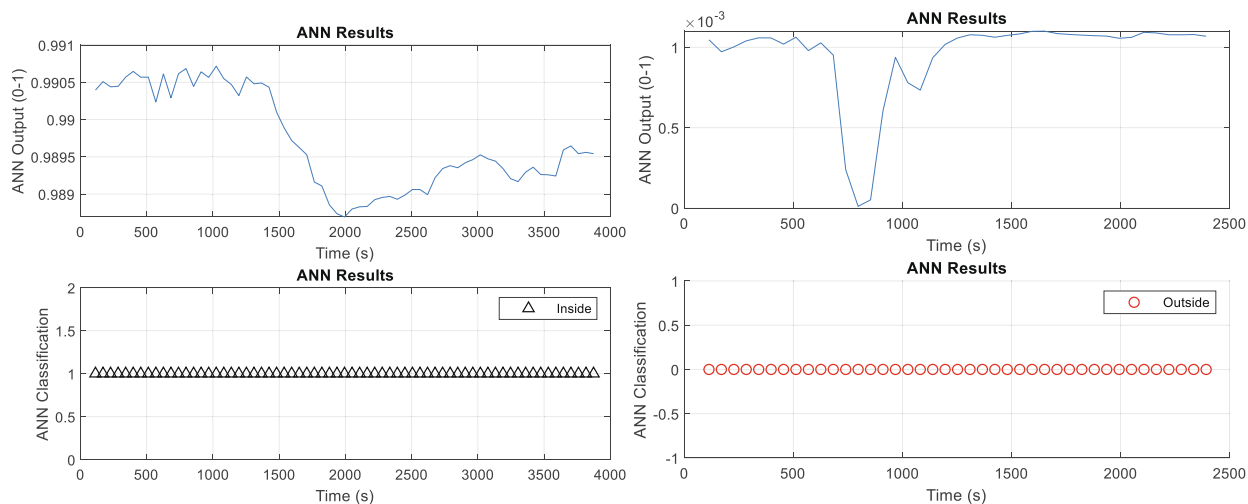 ANN Results
0.991
0.9905
0.99
0.9895
0.989
ANN Output (0-1)
0 500 1000 1500 2000 2500 3000 3500 4000
Time (s)
ANN Results
2
1.5
1
0.5
0
ANN Classification
Inside
0 500 1000 1500 2000 2500 3000 3500 4000
Time (s)
ANN Results
×10-3
1
0.5
0
ANN Output (0-1)
0 500 1000 1500 2000 2500
Time (s)
ANN Results
1
0.5
0
-0.5
-1
ANN Classification
Outside
0 500 1000 1500 2000 2500
Time (s)